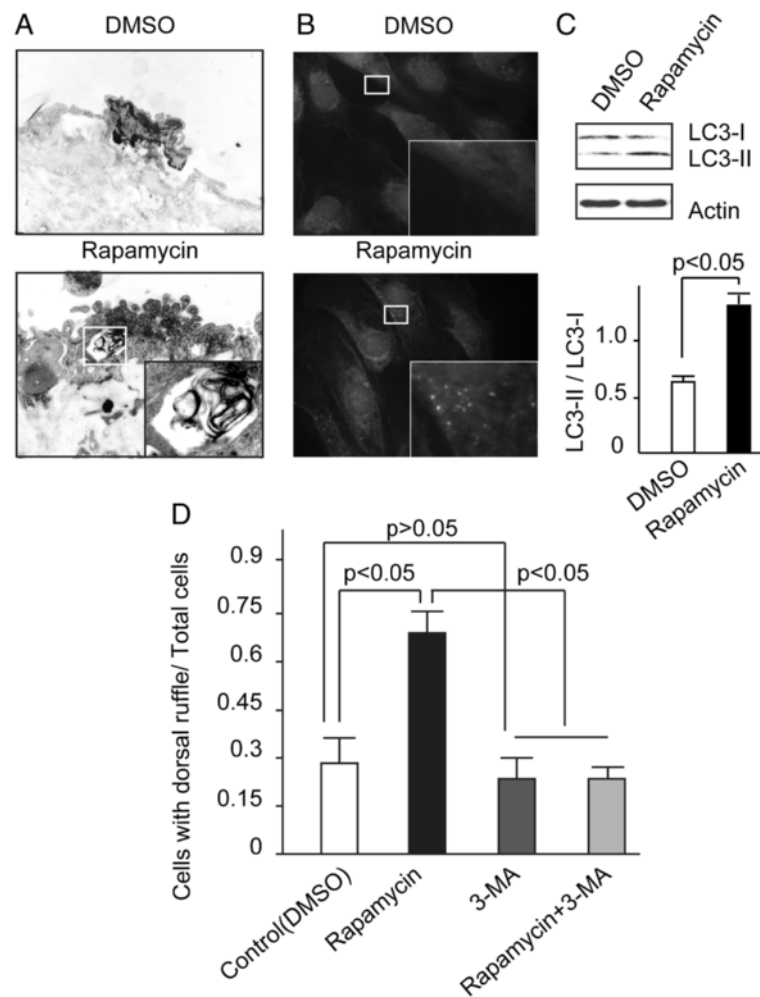 A
DMSO
Rapamycin
B
DMSO
Rapamycin
C
DMSO
Rapamycin
LC3-I
LC3-II
Actin
p<0.05
LC3-II / LC3-I
1.0
0.5
0
DMSO
Rapamycin
D
Cells with dorsal ruffle/ Total cells
0.9
0.75
0.6
0.45
0.3
0.15
0
p>0.05
p<0.05
p<0.05
Control(DMSO)
Rapamycin
3-MA
Rapamycin+3-MA